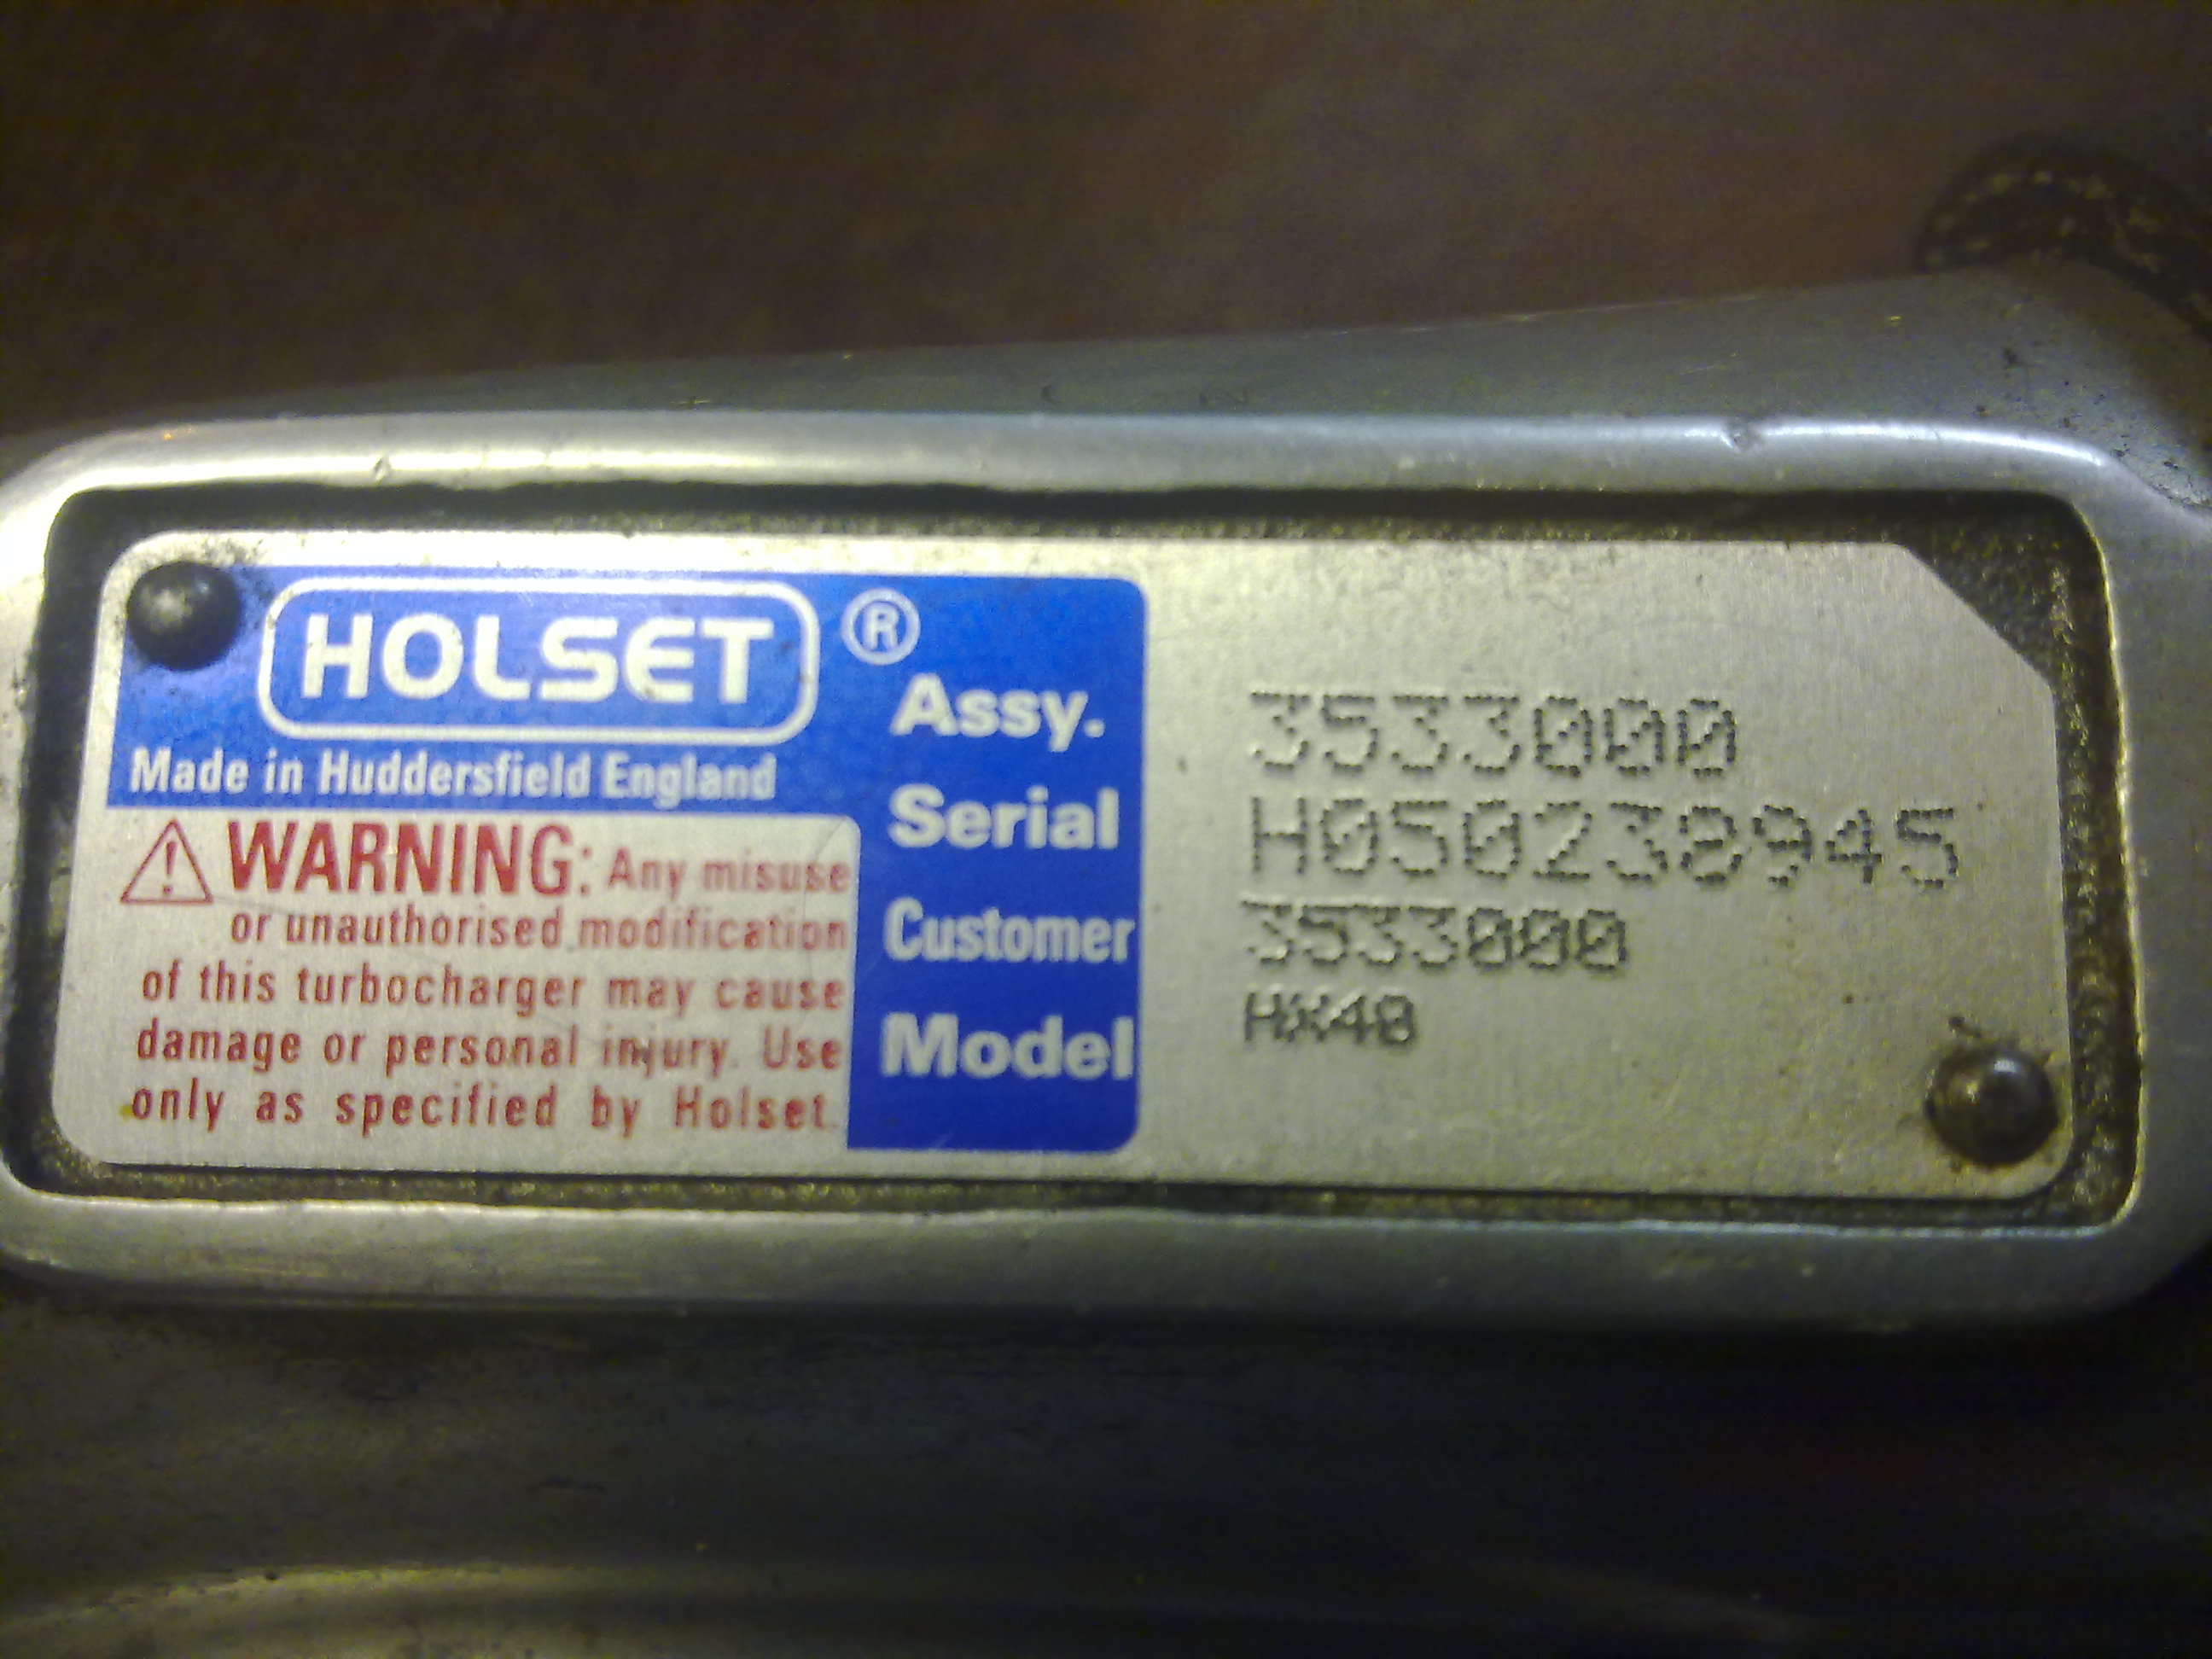 HOLSET ®
Made in Huddersfield England
WARNING: Any misuse
or unauthorised modification
of this turbocharger may cause
damage or personal injury. Use
only as specified by Holset.
Assy. 3533000
Serial H050238945
Customer 3533000
Model HX40